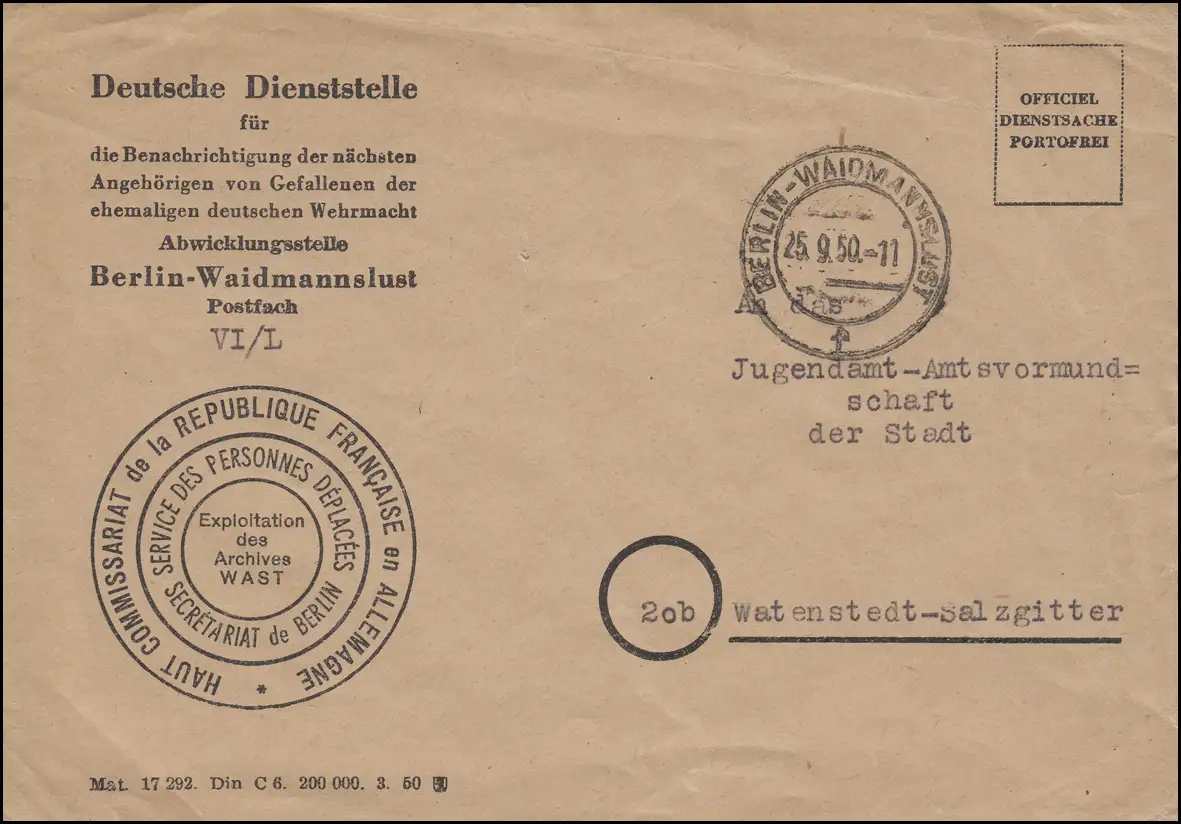 Deutsche Dienststelle
für
die Benachrichtigung der nächsten
Angehörigen von Gefallenen der
ehemaligen deutschen Wehrmacht
Abwicklungsstelle
Berlin-Waidmannslust
Postfach
VI/L
OFFICIEL
DIENSTSACHE
PORTOFREI
BERLIN-WAIDMANNSLUST
25.9.50.-11
An das
Jugendamt-Amtsvormund=
schaft
der Stadt
HAUT COMMISSARIAT de la REPUBLIQUE FRANÇAISE en ALLEMAGNE *
SERVICE DES PERSONNES DÉPLACÉES
SECRÉTARIAT de BERLIN
Exploitation
des
Archives
WAST
2ob Watenstedt-Salzgitter
Mat. 17 292. Din C 6. 200 000. 3. 50